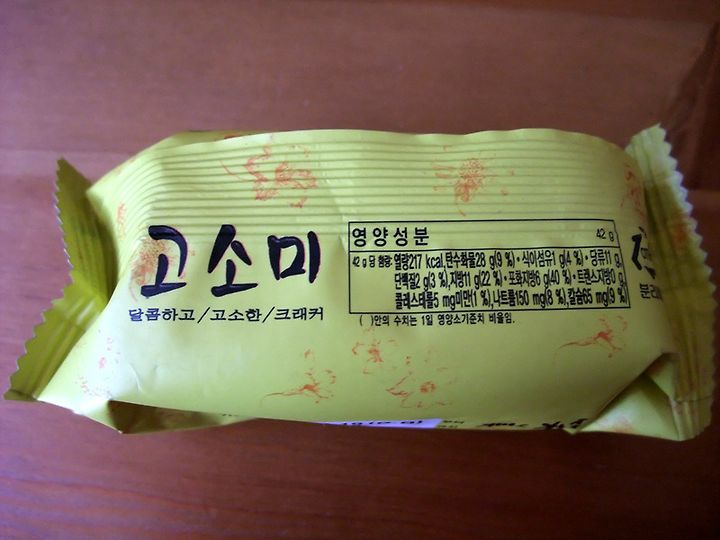 고소미
달콤하고/고소한/크래커
영양성분 42 g
42 g 당 함량: 열량217 kcal, 탄수화물28 g(9 %)·식이섬유1 g(4 %)·당류11 g,
단백질2 g(3 %),지방11 g(22 %)·포화지방6 g(40 %)·트랜스지방0 g,
콜레스테롤5 mg미만(1 %),나트륨150 mg(8 %),칼슘65 mg(9 %)
( )안의 수치는 1일 영양소기준치 비율임.
분리